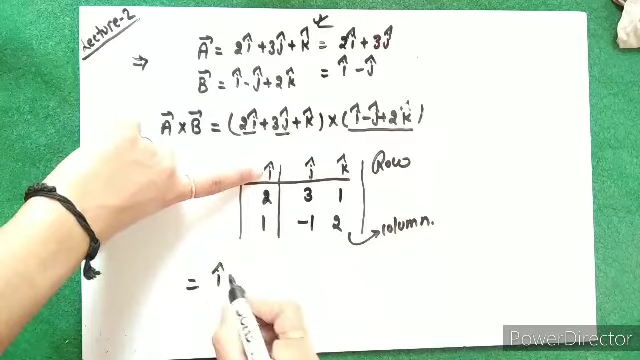 Lecture-2
A⃗ = 2î+3ĵ+k̂ = 2î+3ĵ
⇒ B⃗ = î-ĵ+2k̂ = î-ĵ
A⃗×B⃗ = (2î+3ĵ+k̂)×(î-ĵ+2k̂)
î ĵ k̂ Row
2 3 1
1 -1 2 column.
= î
PowerDirector